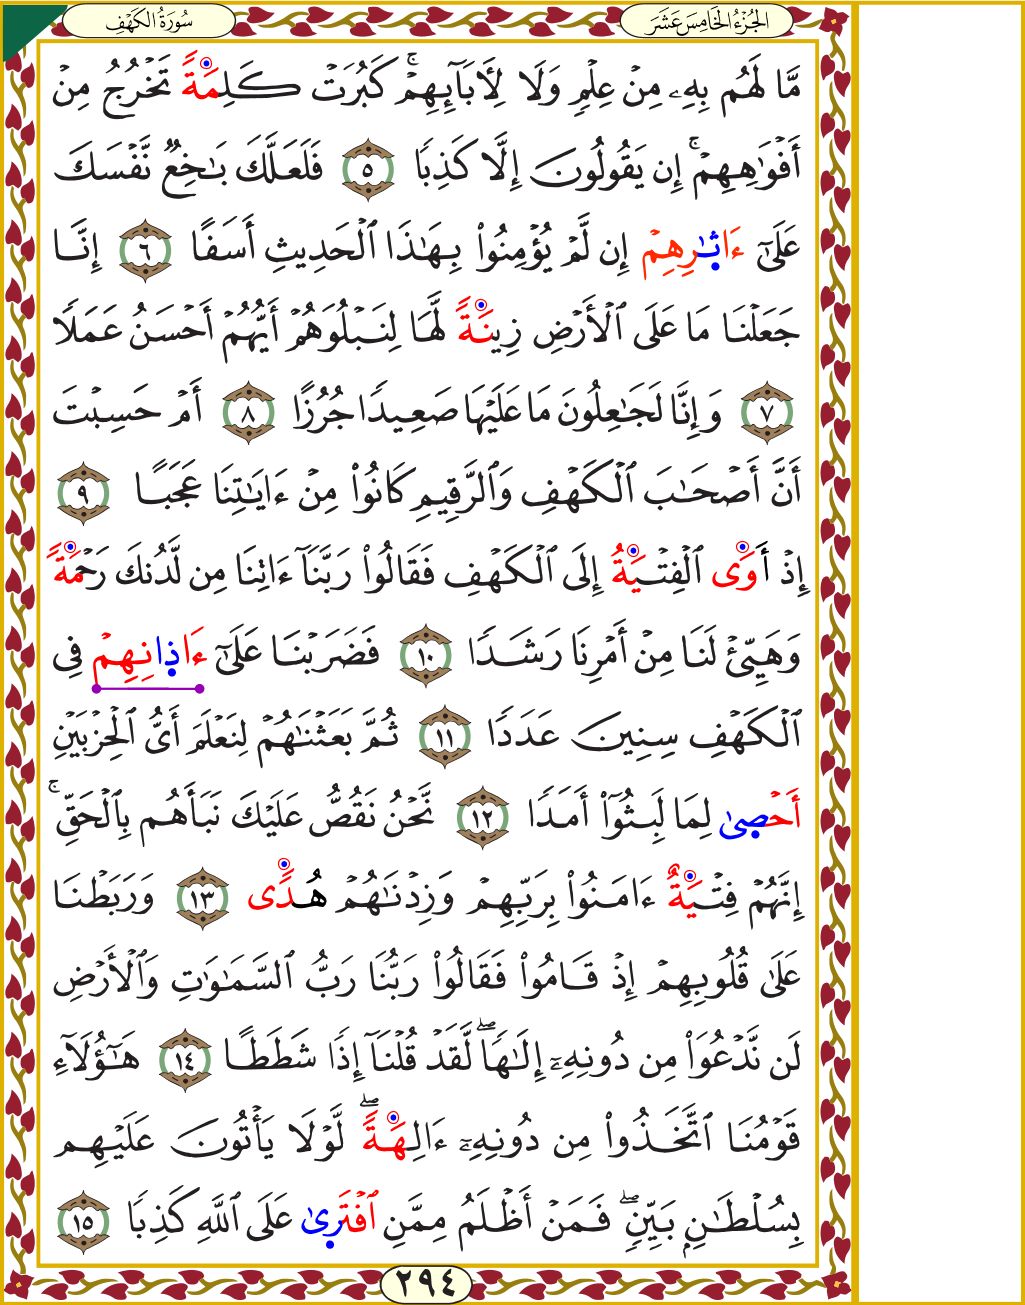 الجُزْءُ الخَامِسَ عَشَرَ
سُورَةُ الكَهْفِ
مَّا لَهُم بِهِۦ مِنْ عِلْمٍ وَلَا لِأٓبَآئِهِمْۚ كَبُرَتْ كَلِمَةً تَخْرُجُ مِنْ
أَفْوَٰهِهِمْۚ إِن يَقُولُونَ إِلَّا كَذِبًا ٥ فَلَعَلَّكَ بَٰخِعٌ نَّفْسَكَ
عَلَىٰٓ ءَاثَٰرِهِمْ إِن لَّمْ يُؤْمِنُوا۟ بِهَٰذَا ٱلْحَدِيثِ أَسَفًا ٦ إِنَّا
جَعَلْنَا مَا عَلَى ٱلْأَرْضِ زِينَةً لَّهَا لِنَبْلُوَهُمْ أَيُّهُمْ أَحْسَنُ عَمَلًا
٧ وَإِنَّا لَجَٰعِلُونَ مَا عَلَيْهَا صَعِيدًا جُرُزًا ٨ أَمْ حَسِبْتَ
أَنَّ أَصْحَٰبَ ٱلْكَهْفِ وَٱلرَّقِيمِ كَانُوا۟ مِنْ ءَايَٰتِنَا عَجَبًا ٩
إِذْ أَوَى ٱلْفِتْيَةُ إِلَى ٱلْكَهْفِ فَقَالُوا۟ رَبَّنَآ ءَاتِنَا مِن لَّدُنكَ رَحْمَةً
وَهَيِّئْ لَنَا مِنْ أَمْرِنَا رَشَدًا ١٠ فَضَرَبْنَا عَلَىٰٓ ءَاذَانِهِمْ فِى
ٱلْكَهْفِ سِنِينَ عَدَدًا ١١ ثُمَّ بَعَثْنَٰهُمْ لِنَعْلَمَ أَىُّ ٱلْحِزْبَيْنِ
أَحْصَىٰ لِمَا لَبِثُوٓا۟ أَمَدًا ١٢ نَّحْنُ نَقُصُّ عَلَيْكَ نَبَأَهُم بِٱلْحَقِّۚ
إِنَّهُمْ فِتْيَةٌ ءَامَنُوا۟ بِرَبِّهِمْ وَزِدْنَٰهُمْ هُدًى ١٣ وَرَبَطْنَا
عَلَىٰ قُلُوبِهِمْ إِذْ قَامُوا۟ فَقَالُوا۟ رَبُّنَا رَبُّ ٱلسَّمَٰوَٰتِ وَٱلْأَرْضِ
لَن نَّدْعُوَا۟ مِن دُونِهِۦٓ إِلَٰهًاۖ لَّقَدْ قُلْنَآ إِذًا شَطَطًا ١٤ هَٰٓؤُلَآءِ
قَوْمُنَا ٱتَّخَذُوا۟ مِن دُونِهِۦٓ ءَالِهَةًۖ لَّوْلَا يَأْتُونَ عَلَيْهِم
بِسُلْطَٰنٍۭ بَيِّنٍۖ فَمَنْ أَظْلَمُ مِمَّنِ ٱفْتَرَىٰ عَلَى ٱللَّهِ كَذِبًا ١٥
٢٩٤